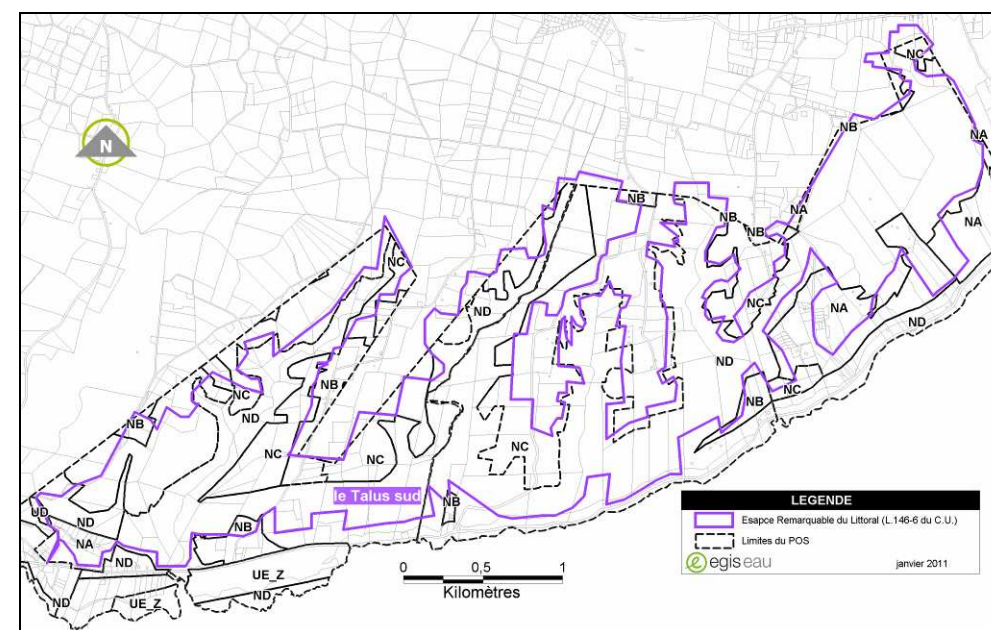 NC
NB
NA
NA
NA
NB
NB
NB
NC
ND
NC
NA
ND
NB
NC
ND
ND
NB
NC
NB
NC
NC
NC
NB
NB
le Talus sud
NB
UD
ND
NA
ND
ND
UE_Z
UE_Z
ND
N
0 0,5 1
Kilomètres
LEGENDE
Esapce Remarquable du Littoral (L.146-6 du C.U.)
Limites du POS
egis eau
janvier 2011